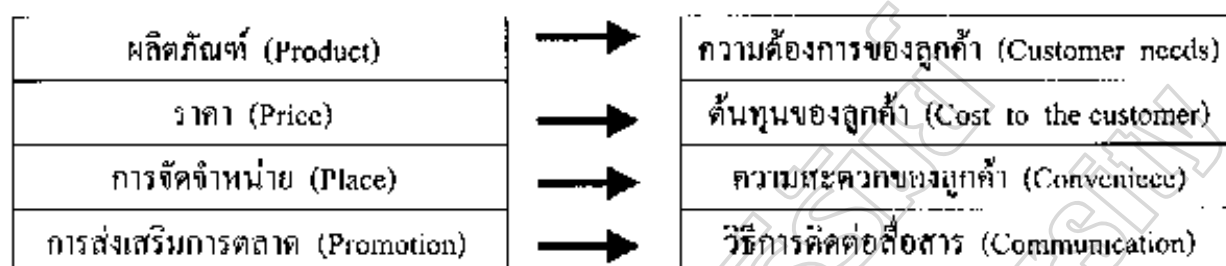 ผลิตภัณฑ์ (Product) ความต้องการของลูกค้า (Customer needs)
ราคา (Price) ต้นทุนของลูกค้า (Cost to the customer)
การจัดจำหน่าย (Place) ความสะดวกของลูกค้า (Conveniece)
การส่งเสริมการตลาด (Promotion) วิธีการติดต่อสื่อสาร (Communication)